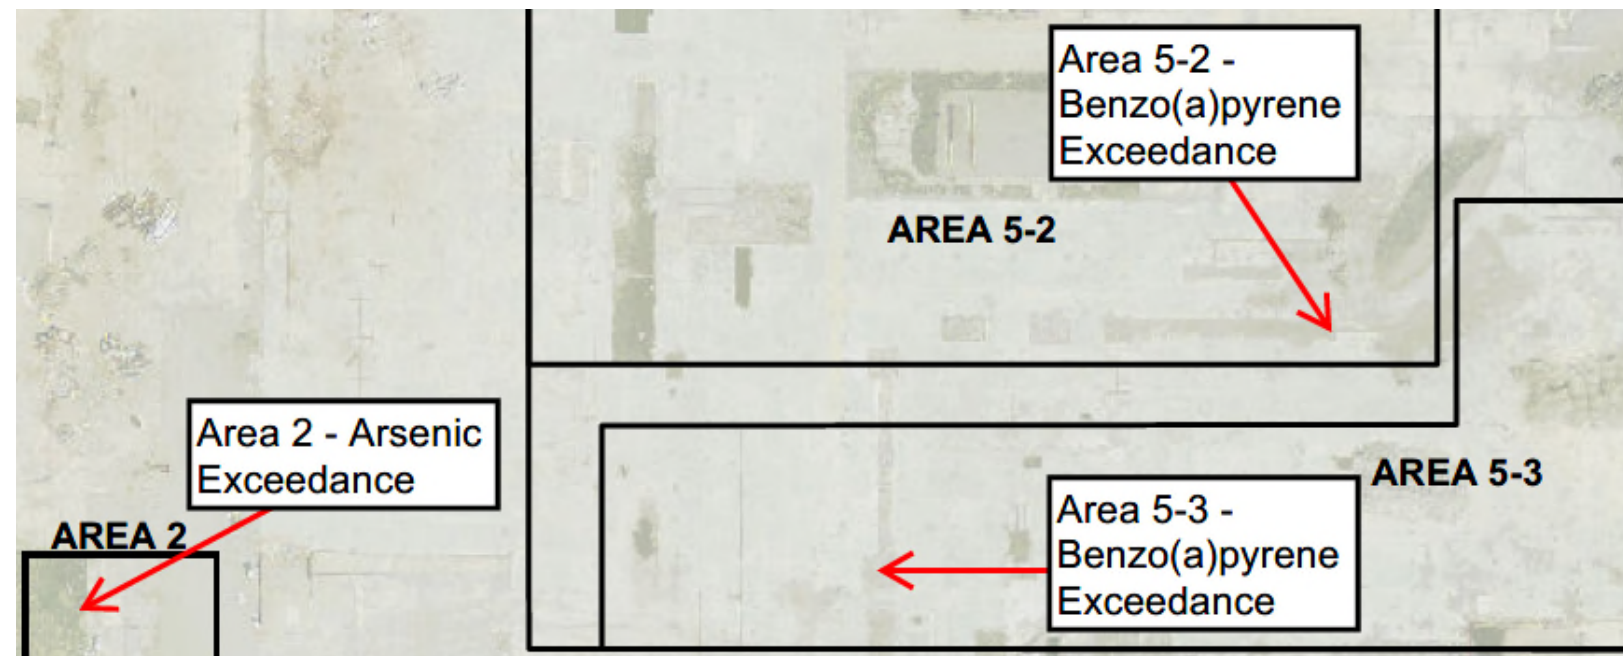 Area 5-2 -
Benzo(a)pyrene
Exceedance
AREA 5-2
Area 2 - Arsenic
Exceedance
AREA 5-3
Area 5-3 -
Benzo(a)pyrene
Exceedance
AREA 2